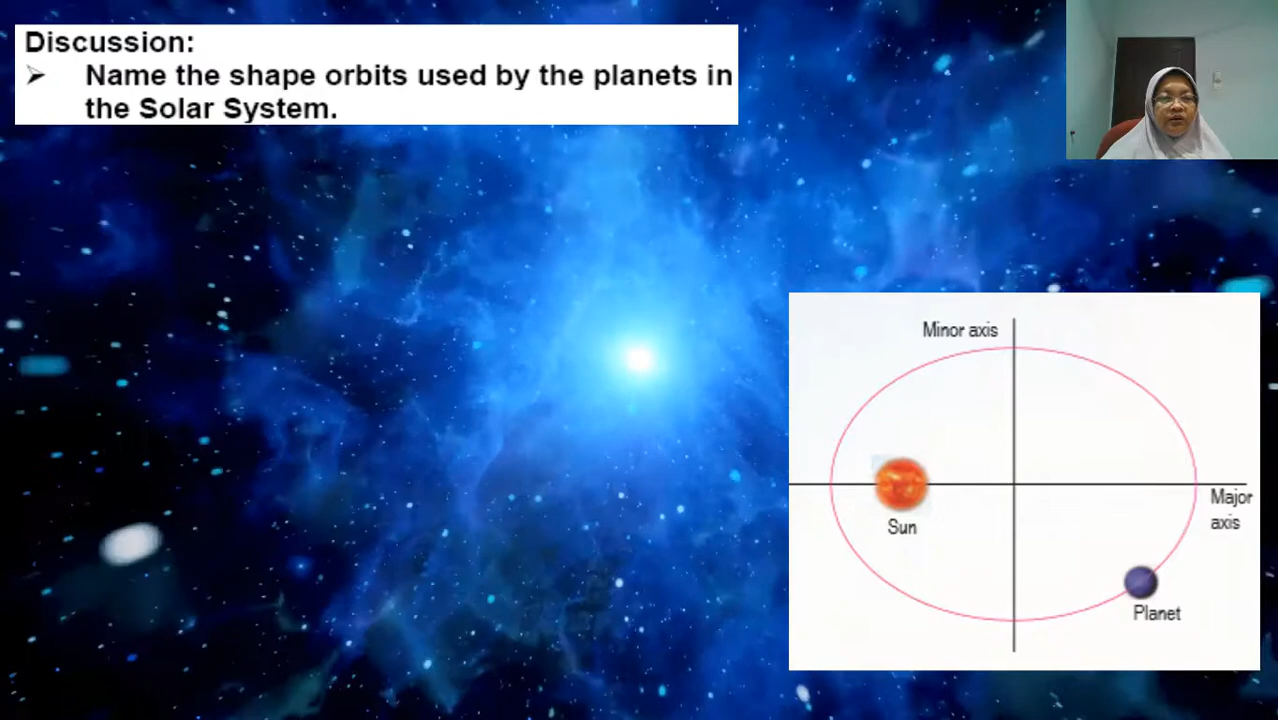 Discussion:
➤ Name the shape orbits used by the planets in
the Solar System.
Minor axis
Major
axis
Sun
Planet